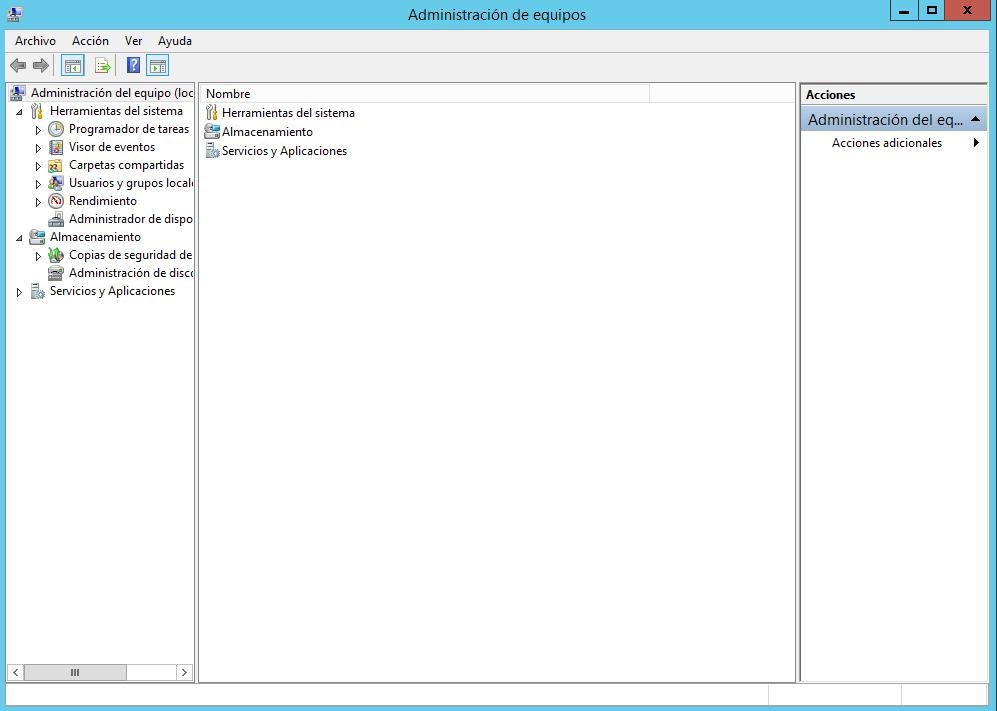 Administración de equipos
Archivo Acción Ver Ayuda
Administración del equipo (loc
Herramientas del sistema
Programador de tareas
Visor de eventos
Carpetas compartidas
Usuarios y grupos locale
Rendimiento
Administrador de dispo
Almacenamiento
Copias de seguridad de
Administración de disco
Servicios y Aplicaciones
Nombre
Herramientas del sistema
Almacenamiento
Servicios y Aplicaciones
Acciones
Administración del eq...
Acciones adicionales